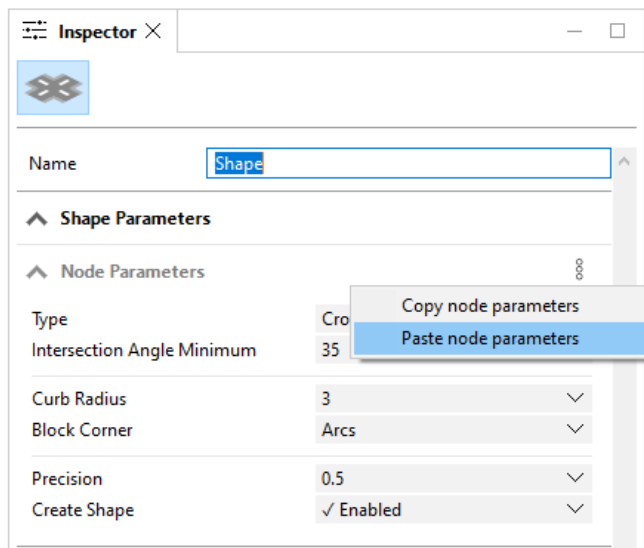 Inspector
Name Shape
Shape Parameters
Node Parameters
Copy node parameters
Type Cro
Paste node parameters
Intersection Angle Minimum 35
Curb Radius 3
Block Corner Arcs
Precision 0.5
Create Shape ✓ Enabled